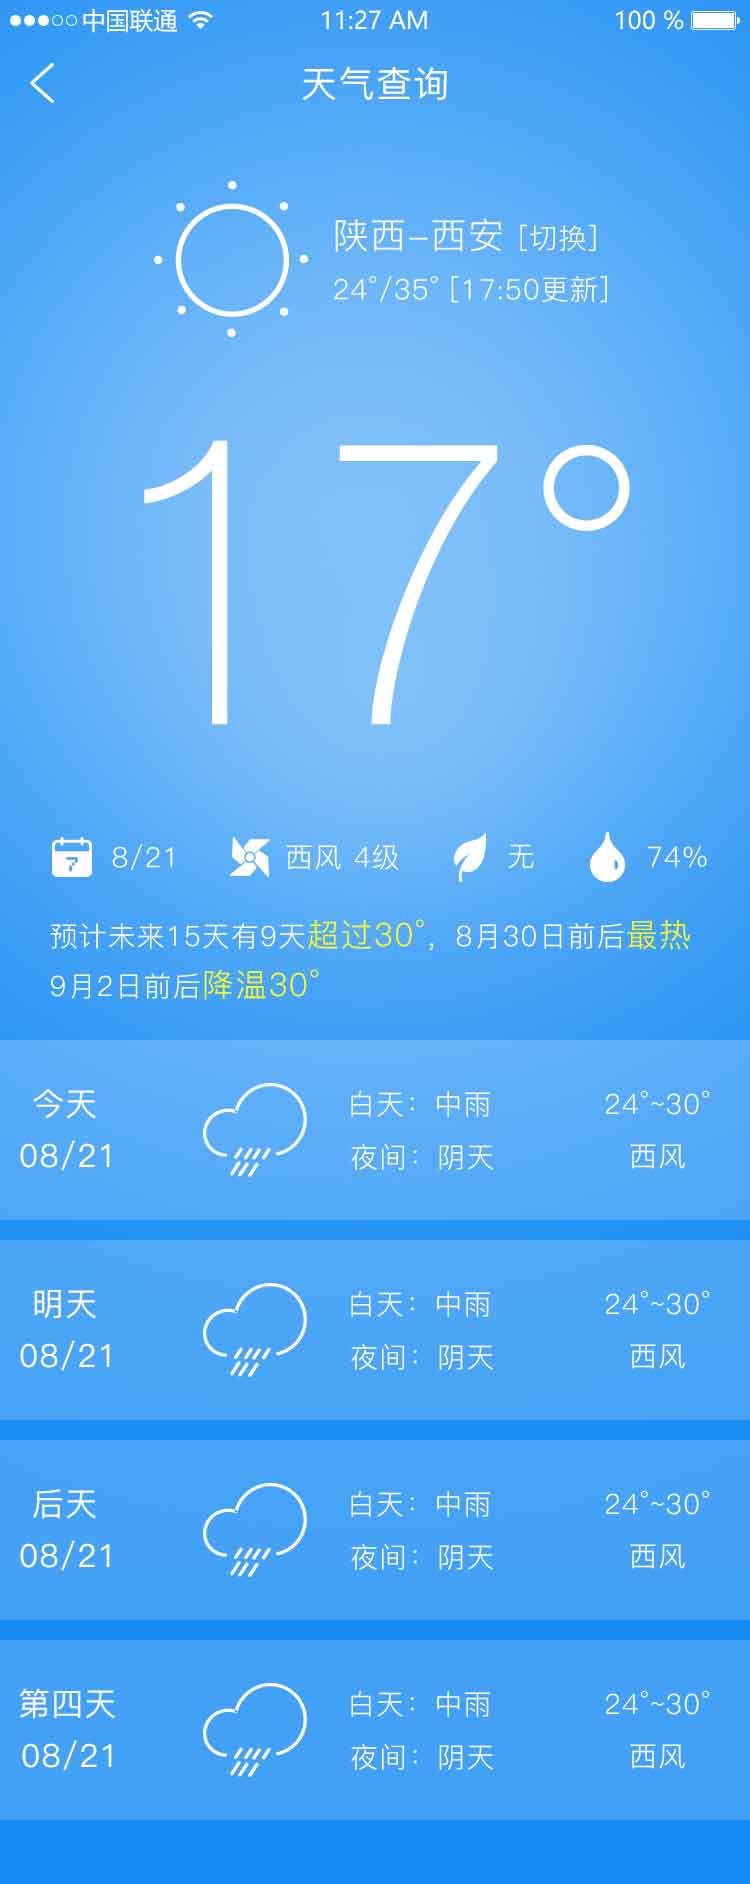 中国联通 11:27 AM 100 %
天气查询
陕西-西安 [切换]
24°/35° [17:50更新]
17°
7 8/21 西风 4级 无 74%
预计未来15天有9天超过30°，8月30日前后最热
9月2日前后降温30°
今天 白天：中雨 24°~30°
08/21 夜间：阴天 西风
明天 白天：中雨 24°~30°
08/21 夜间：阴天 西风
后天 白天：中雨 24°~30°
08/21 夜间：阴天 西风
第四天 白天：中雨 24°~30°
08/21 夜间：阴天 西风